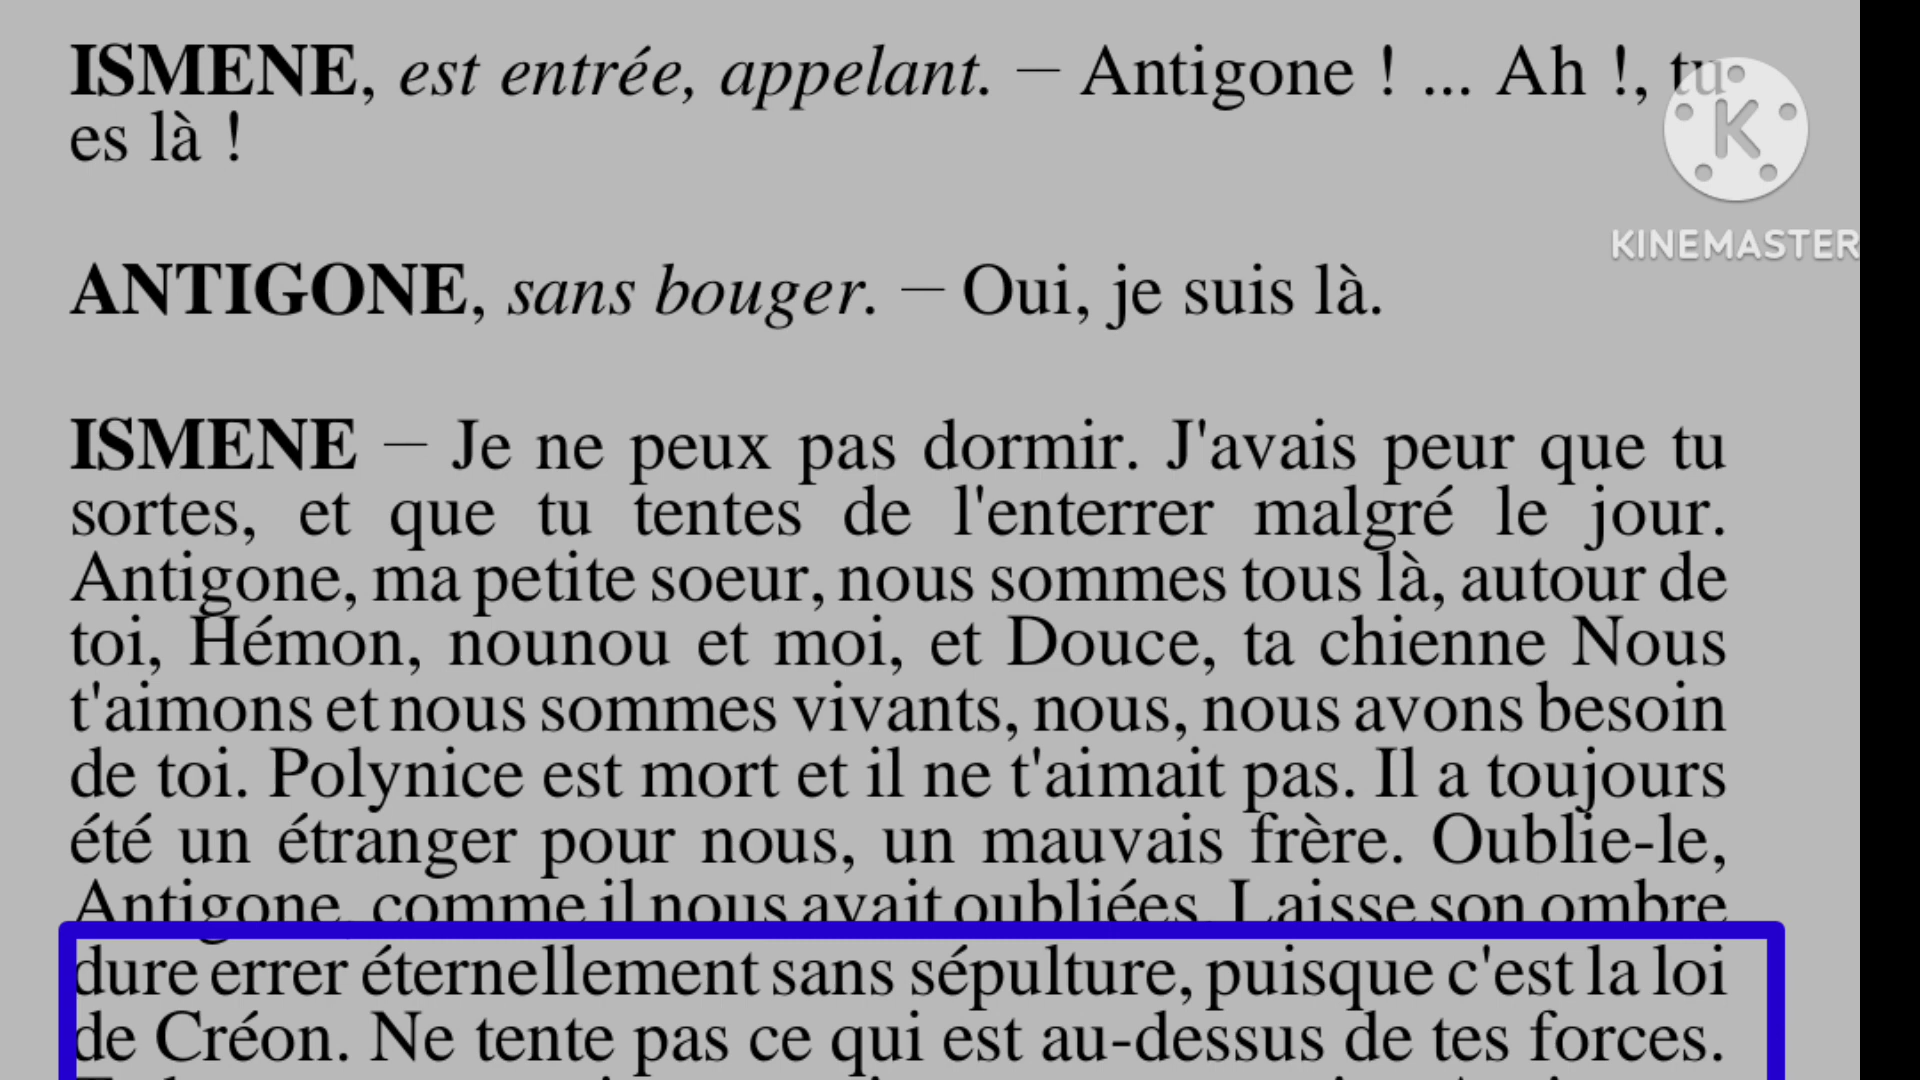 ISMENE, est entrée, appelant. — Antigone ! ... Ah !, tu
es là !
K
KINEMASTER
ANTIGONE, sans bouger. — Oui, je suis là.
ISMENE — Je ne peux pas dormir. J'avais peur que tu
sortes, et que tu tentes de l'enterrer malgré le jour.
Antigone, ma petite soeur, nous sommes tous là, autour de
toi, Hémon, nounou et moi, et Douce, ta chienne Nous
t'aimons et nous sommes vivants, nous, nous avons besoin
de toi. Polynice est mort et il ne t'aimait pas. Il a toujours
été un étranger pour nous, un mauvais frère. Oublie-le,
Antigone, comme il nous avait oubliées. Laisse son ombre
dure errer éternellement sans sépulture, puisque c'est la loi
de Créon. Ne tente pas ce qui est au-dessus de tes forces.